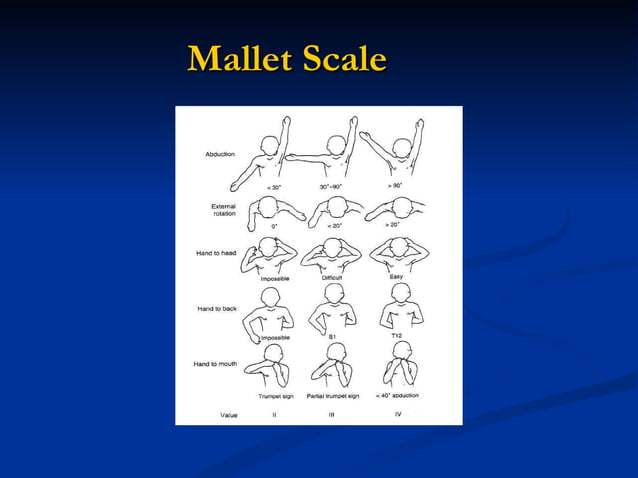 Mallet Scale
Abduction
< 30° 30°–90° > 90°
External
rotation
0° < 20° > 20°
Hand to head
Impossible Difficult Easy
Hand to back
Impossible S1 T12
Hand to mouth
Trumpet sign Partial trumpet sign < 40° abduction
Value II III IV